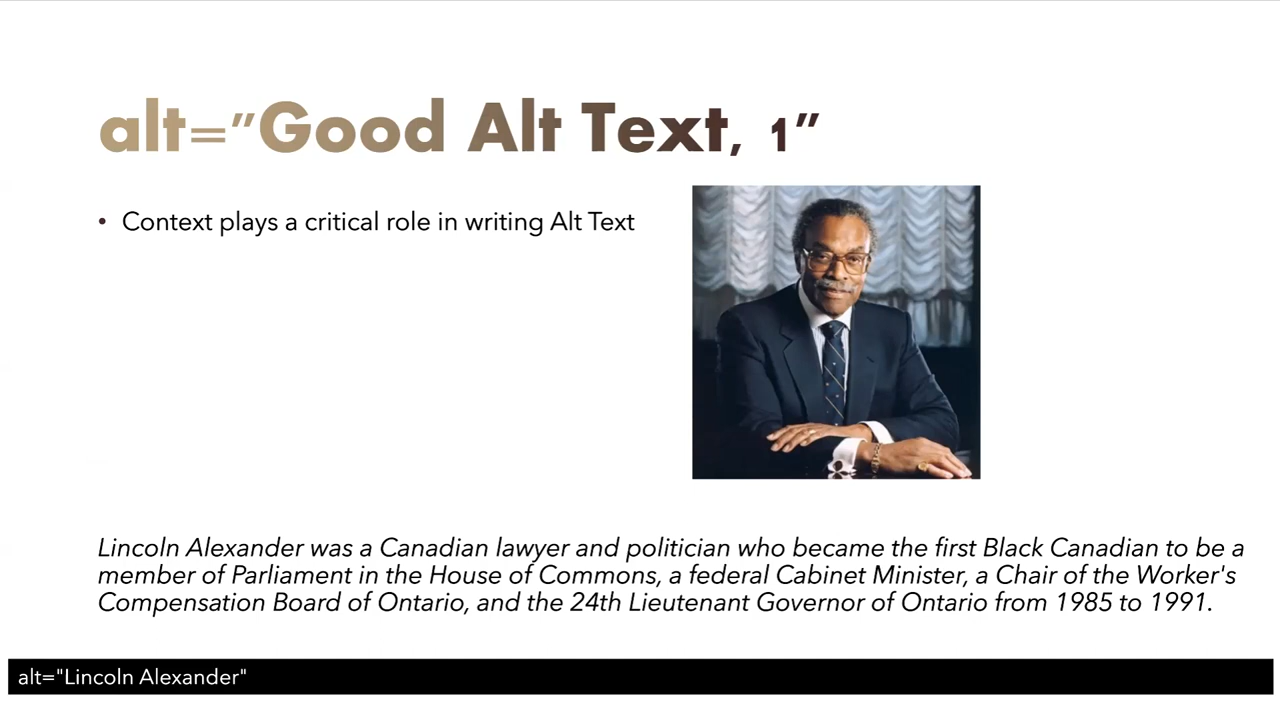 alt=”Good Alt Text, 1”
• Context plays a critical role in writing Alt Text
Lincoln Alexander was a Canadian lawyer and politician who became the first Black Canadian to be a
member of Parliament in the House of Commons, a federal Cabinet Minister, a Chair of the Worker's
Compensation Board of Ontario, and the 24th Lieutenant Governor of Ontario from 1985 to 1991.
alt="Lincoln Alexander"